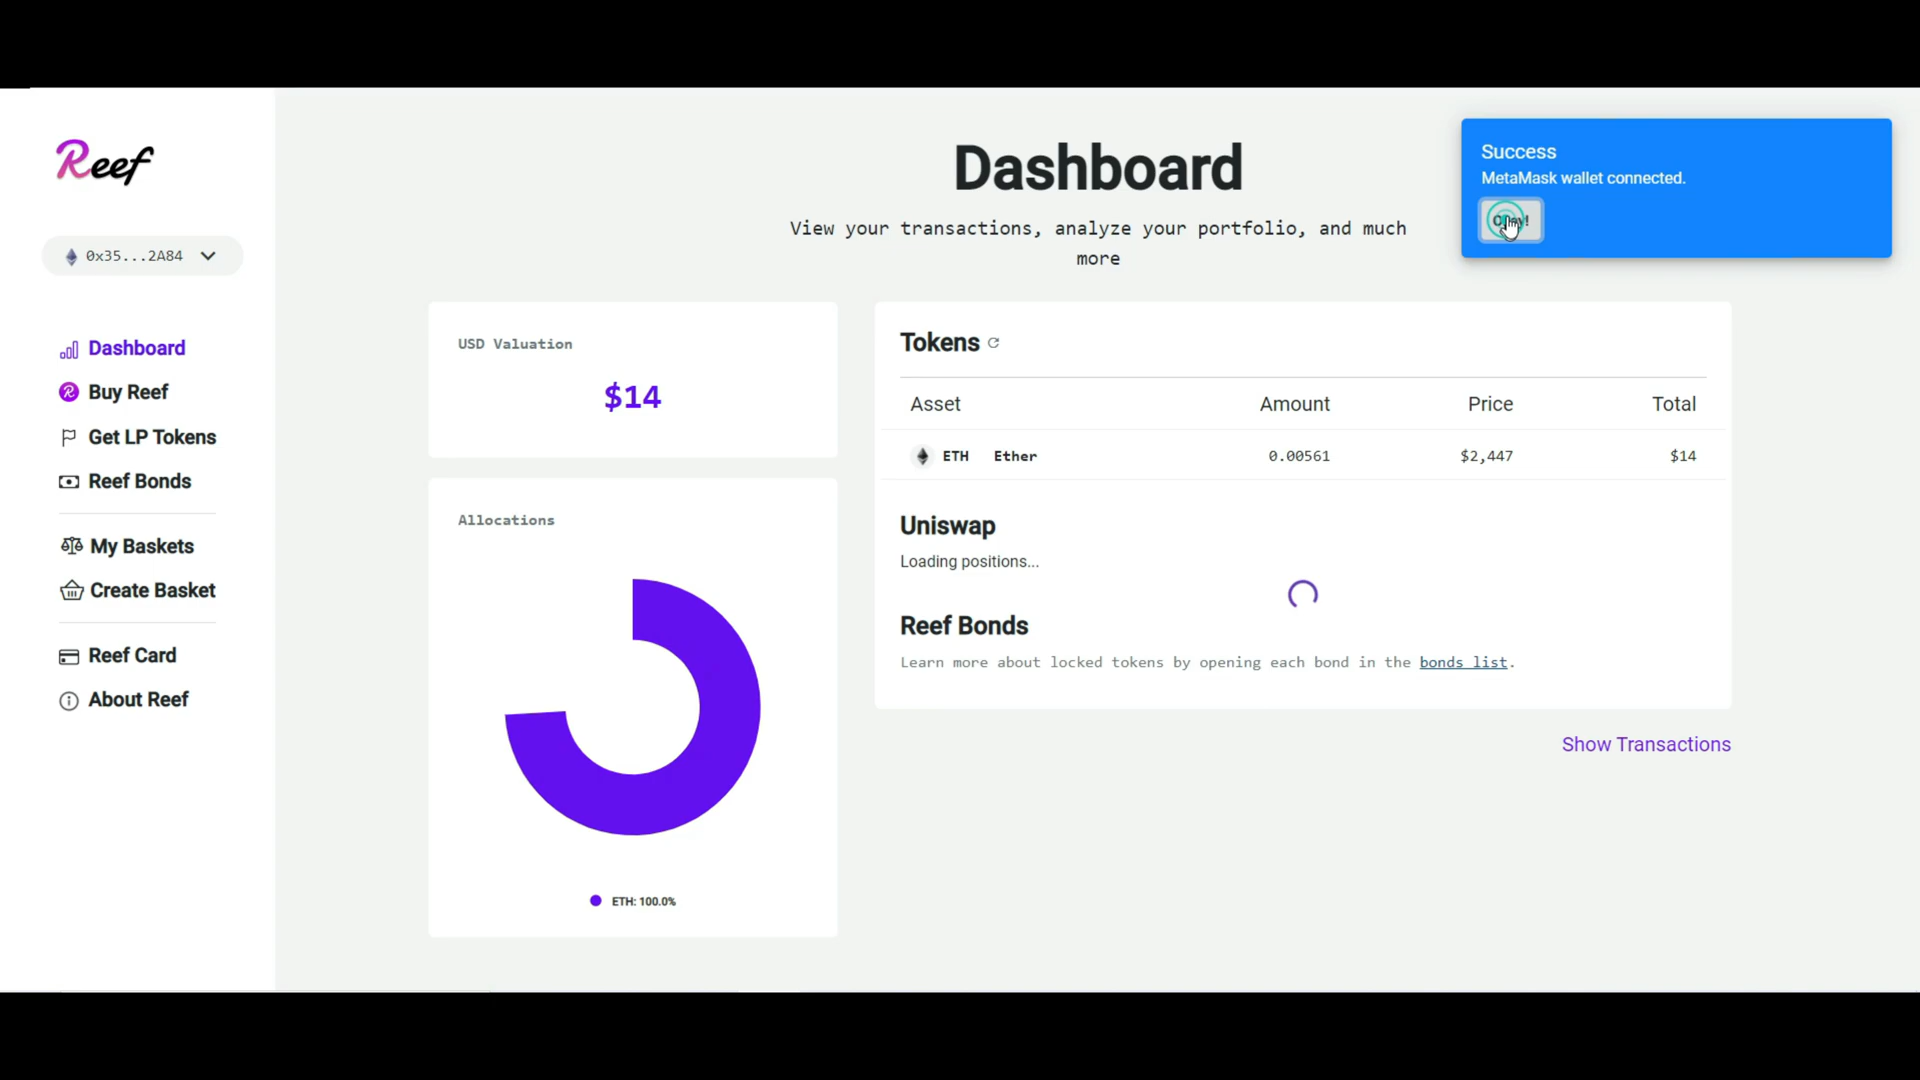 Reef
0x35...2A84
Dashboard
Buy Reef
Get LP Tokens
Reef Bonds
My Baskets
Create Basket
Reef Card
About Reef
Dashboard
View your transactions, analyze your portfolio, and much
more
Success
MetaMask wallet connected.
USD Valuation
$14
Allocations
ETH: 100.0%
Tokens
Asset Amount Price Total
ETH Ether 0.00561 $2,447 $14
Uniswap
Loading positions...
Reef Bonds
Learn more about locked tokens by opening each bond in the bonds list.
Show Transactions